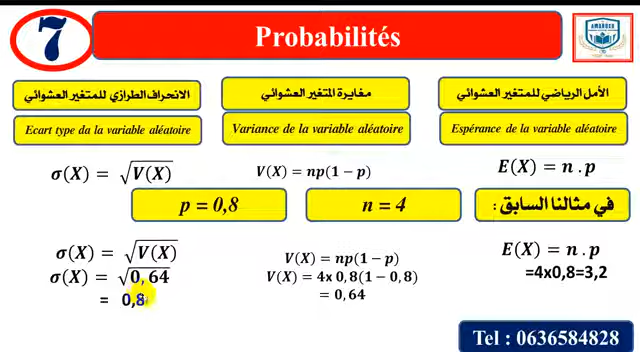 7
Probabilités
AMANDEO
الانحراف الطرازي للمتغير العشوائي
مغايرة المتغير العشوائي
الأمل الرياضي للمتغير العشوائي
Ecart type da la variable aléatoire
Variance de la variable aléatoire
Espérance de la variable aléatoire
σ(X) = √V(X)
V(X) = np(1 − p)
E(X) = n . p
p = 0,8
n = 4
في مثالنا السابق :
σ(X) = √V(X)
σ(X) = √0,64
= 0,8
V(X) = np(1 − p)
V(X) = 4x 0,8(1 − 0,8)
= 0,64
E(X) = n . p
=4x0,8=3,2
Tel : 0636584828